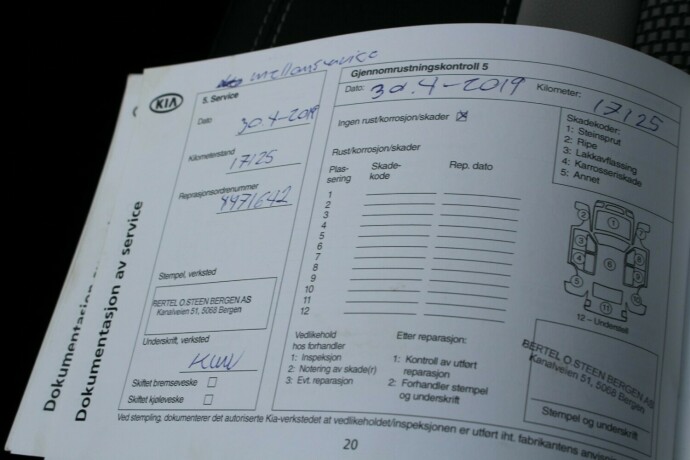 Dokumentasjon av service
KIA
mellomservice
5. Service
Dato
30.4-2019
Kilometerstand
17125
Reprasjonsordrenummer
4471642
Stempel, verksted
BERTEL O.STEEN BERGEN AS
Kanalveien 51, 5068 Bergen
Underskrift, verksted
Skiftet bremsevæske
Skiftet kjølevæske
Gjennomrustningskontroll 5
Dato: 30.4-2019 Kilometer: 17125
Ingen rust/korrosjon/skader
Rust/korrosjon/skader
Plas-
sering
Skade-
kode
Rep. dato
1
2
3
4
5
6
7
8
9
10
11
12
Skadekoder:
1: Steinsprut
2: Ripe
3: Lakkavflassing
4: Karrosseriskade
5: Annet
12 – Understell
Vedlikehold
hos forhandler
1: Inspeksjon
2: Notering av skade(r)
3: Evt. reparasjon
Etter reparasjon:
1: Kontroll av utført
reparasjon
2: Forhandler stempel
og underskrift
BERTEL O.STEEN BERGEN AS
Kanalveien 51, 5068 Bergen
Stempel og underskrift
Ved stempling, dokumenterer det autoriserte Kia-verkstedet at vedlikeholdet/inspeksjonen er utført iht. fabrikantens
20